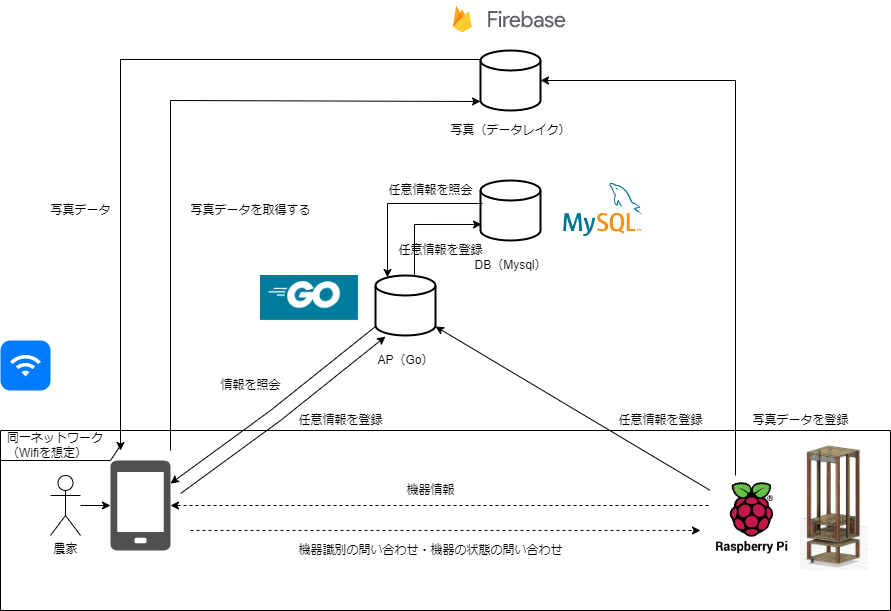 Firebase
写真（データレイク）
写真データ
写真データを取得する
任意情報を照会
MySQL
任意情報を登録
DB（Mysql）
GO
AP（Go）
情報を照会
任意情報を登録
任意情報を登録
写真データを登録
同一ネットワーク
（Wifiを想定）
機器情報
農家
機器識別の問い合わせ・機器の状態の問い合わせ
Raspberry Pi